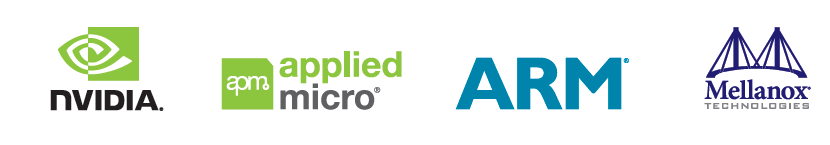 NVIDIA.
apm
applied
micro®
ARM®
Mellanox
TECHNOLOGIES